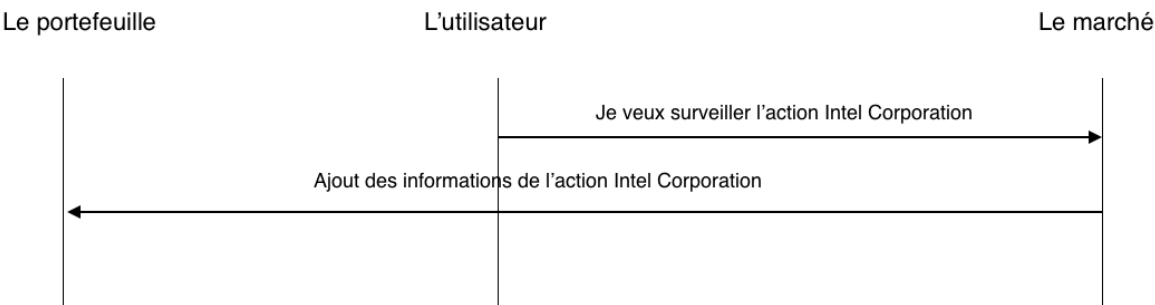 Le portefeuille
L’utilisateur
Le marché
Je veux surveiller l’action Intel Corporation
Ajout des informations de l’action Intel Corporation